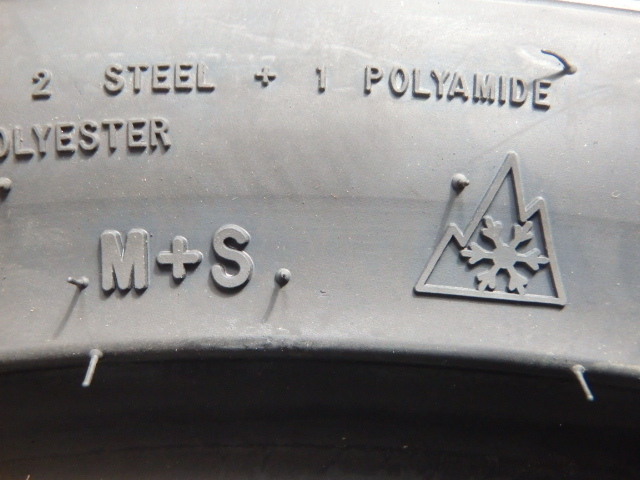 2 STEEL + 1 POLYAMIDE
OLYESTER
M+S